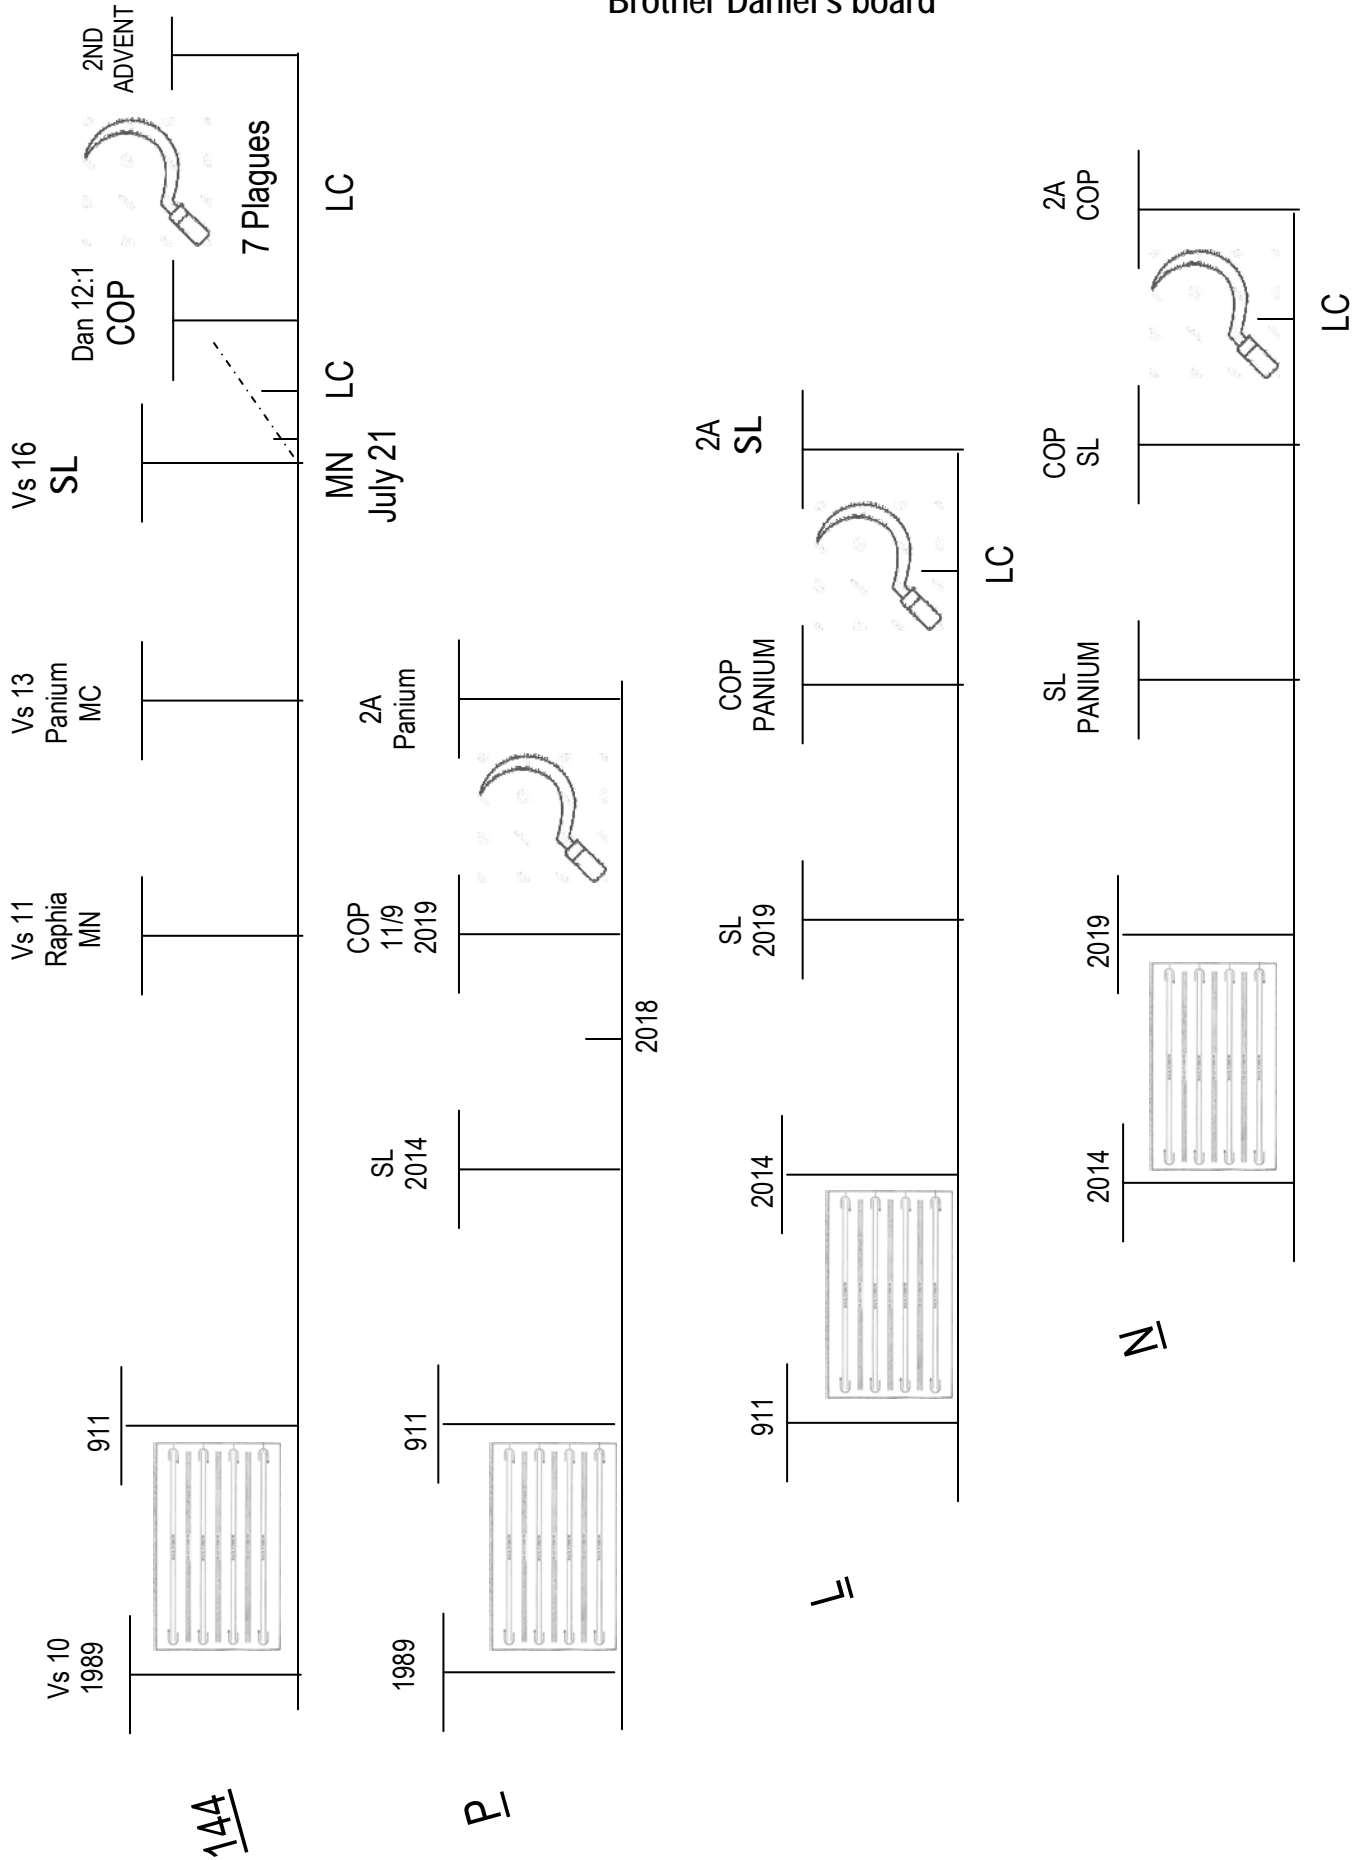 Brother Daniel's board
144
Vs 10
1989
911
Vs 11
Raphia
MN
Vs 13
Panium
MC
Vs 16
SL
MN
July 21
LC
Dan 12:1
COP
7 Plagues
LC
2ND
ADVENT
P
1989
911
SL
2014
2018
COP
11/9
2019
2A
Panium
L
911
2014
SL
2019
COP
PANIUM
LC
2A
SL
N
2014
2019
SL
PANIUM
COP
SL
LC
2A
COP